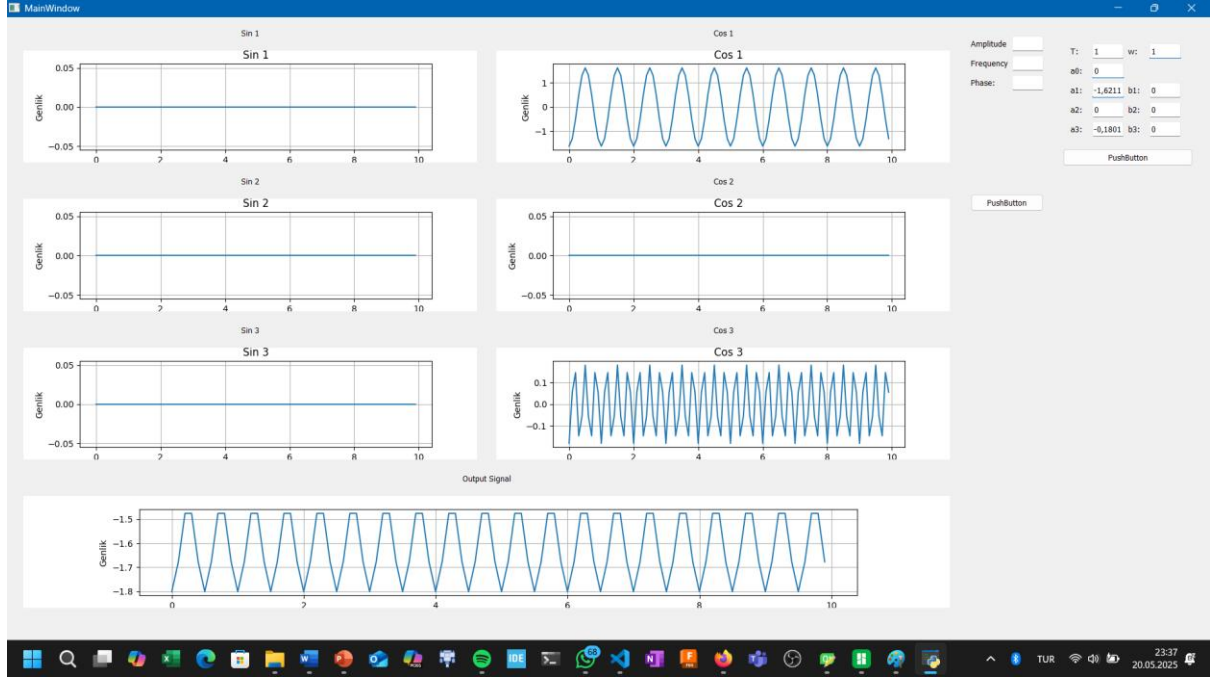 MainWindow
Sin 1
Cos 1
Sin 1
Genlik
0.05
0.00
−0.05
0 2 4 6 8 10
Cos 1
Genlik
1
0
−1
0 2 4 6 8 10
Sin 2
Cos 2
Sin 2
Genlik
0.05
0.00
−0.05
0 2 4 6 8 10
Cos 2
Genlik
0.05
0.00
−0.05
0 2 4 6 8 10
Sin 3
Cos 3
Sin 3
Genlik
0.05
0.00
−0.05
0 2 4 6 8 10
Cos 3
Genlik
0.1
0.0
−0.1
0 2 4 6 8 10
Output Signal
Genlik
−1.5
−1.6
−1.7
−1.8
0 2 4 6 8 10
Amplitude
Frequency
Phase:
PushButton
T: 1 w: 1
a0: 0
a1: -1,6211 b1: 0
a2: 0 b2: 0
a3: -0,1801 b3: 0
PushButton
IDE
68
TUR
23:37
20.05.2025